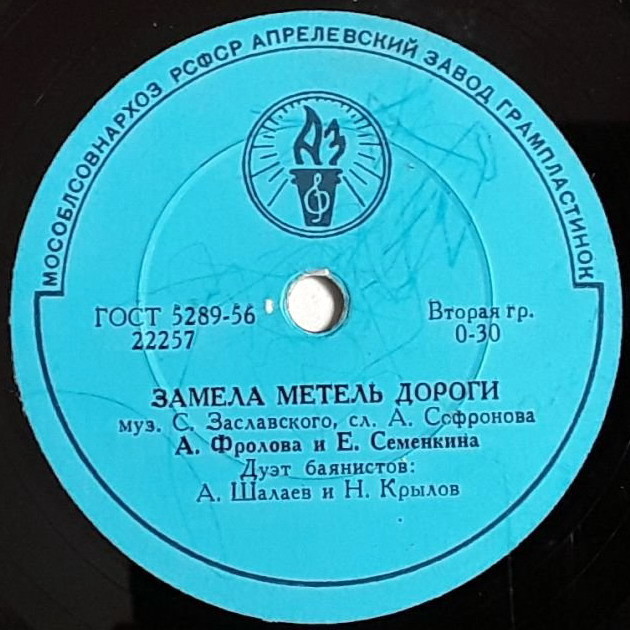 МОСОБЛСОВНАРХОЗ РСФСР АПРЕЛЕВСКИЙ ЗАВОД ГРАМПЛАСТИНОК
АЗ
ГОСТ 5289-56
22257
Вторая гр.
0-30
ЗАМЕЛА МЕТЕЛЬ ДОРОГИ
муз. С. Заславского, сл. А. Софронова
А. Фролова и Е. Семенкина
Дуэт баянистов:
А. Шалаев и Н. Крылов